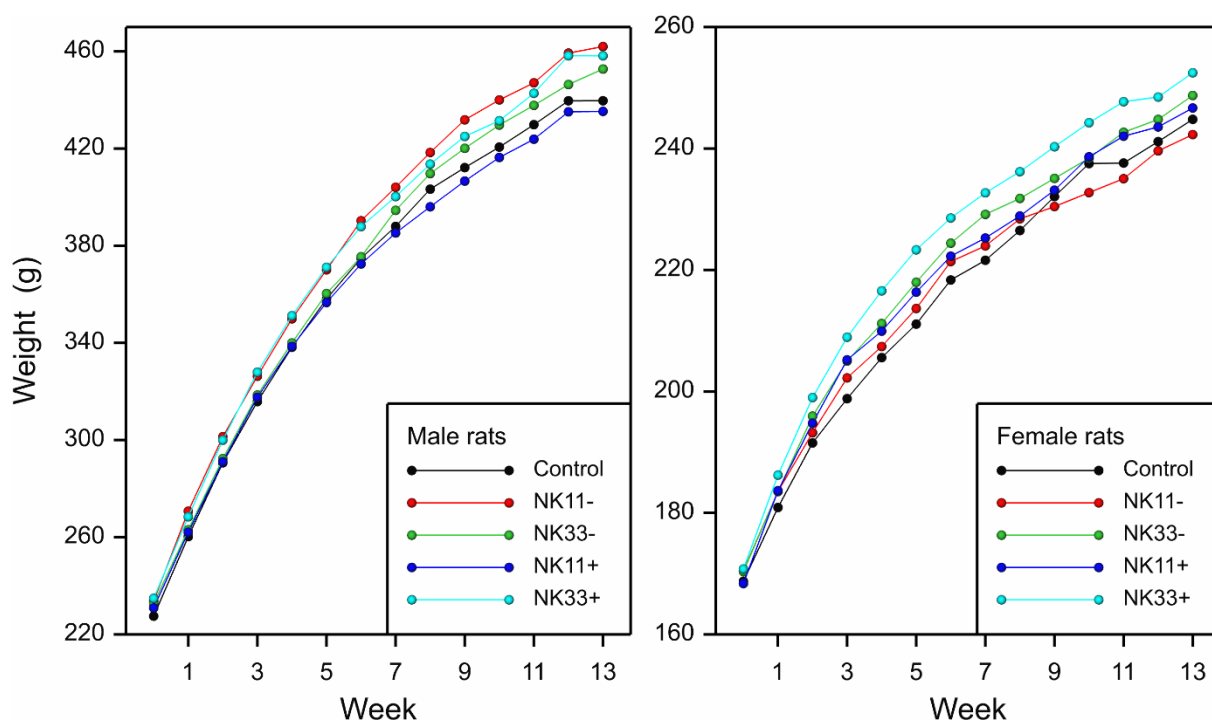 Weight (g)
460
420
380
340
300
260
220
Male rats
Control
NK11-
NK33-
NK11+
NK33+
1 3 5 7 9 11 13
Week
260
240
220
200
180
160
Female rats
Control
NK11-
NK33-
NK11+
NK33+
1 3 5 7 9 11 13
Week